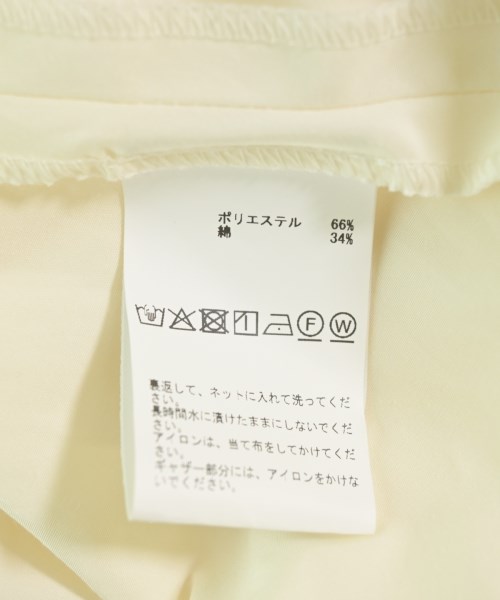 ポリエステル 66%
綿 34%
F W
裏返して、ネットに入れて洗ってくだ
さい。
長時間水に漬けたままにしないでくだ
さい。
アイロンは、当て布をしてかけてくだ
さい。
ギャザー部分には、アイロンをかけな
いでください。